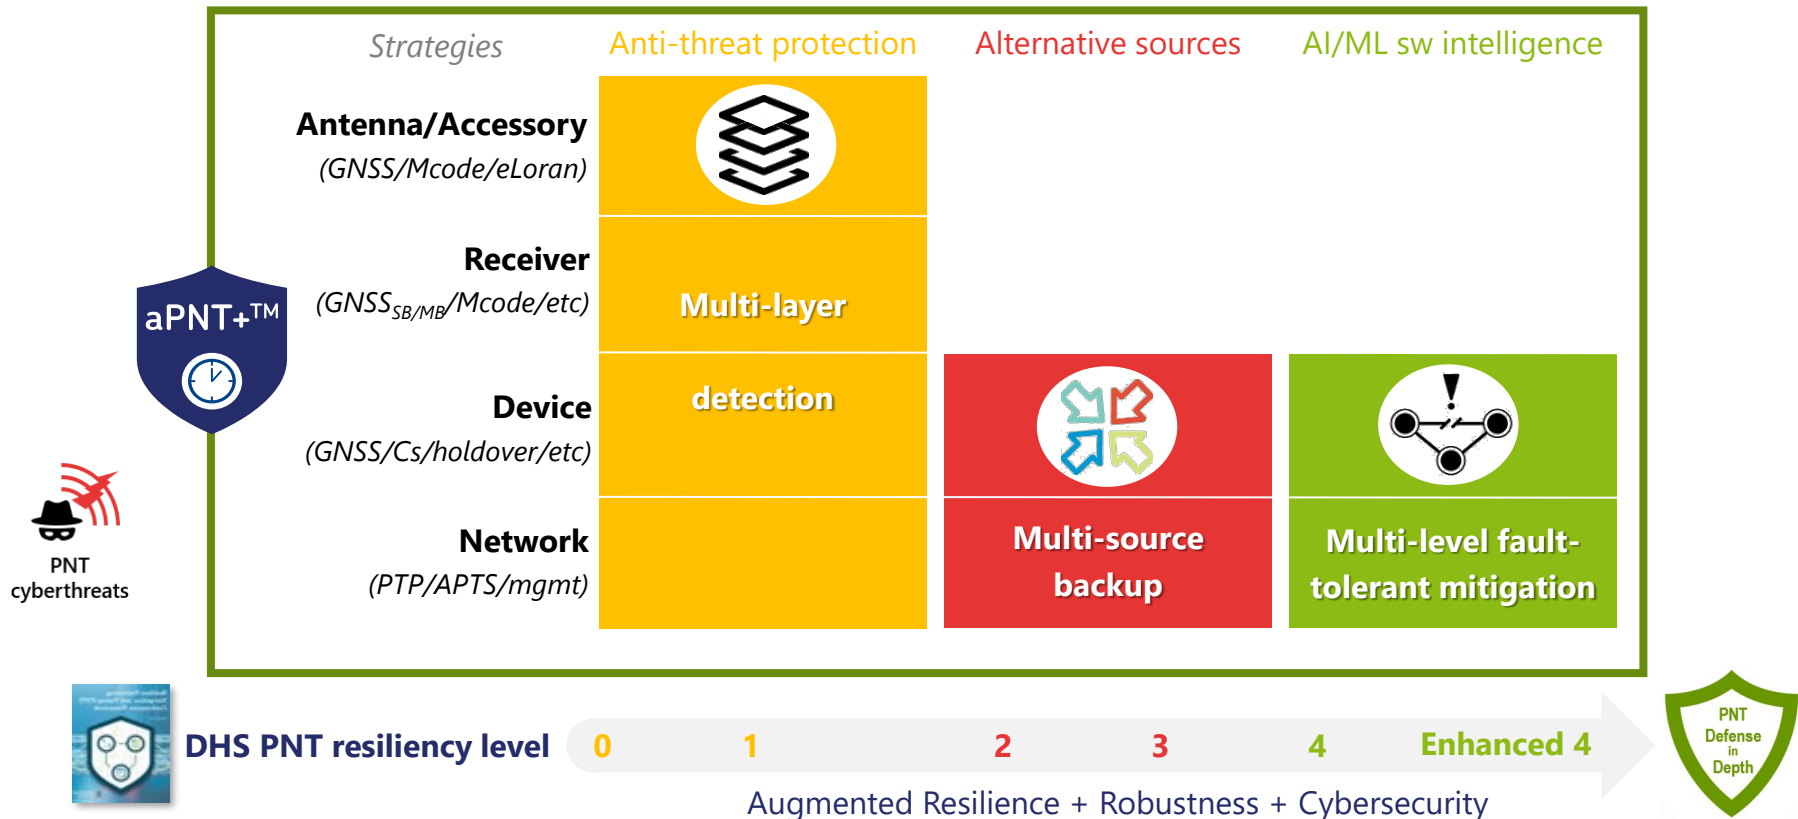 Strategies
Anti-threat protection
Alternative sources
AI/ML sw intelligence
Antenna/Accessory
(GNSS/Mcode/eLoran)
Receiver
(GNSS_SB/MB/Mcode/etc)
Multi-layer
aPNT+™
Device
(GNSS/Cs/holdover/etc)
detection
Network
(PTP/APTS/mgmt)
Multi-source
backup
Multi-level fault-
tolerant mitigation
PNT
cyberthreats
DHS PNT resiliency level
0
1
2
3
4
Enhanced 4
PNT
Defense
in
Depth
Augmented Resilience + Robustness + Cybersecurity